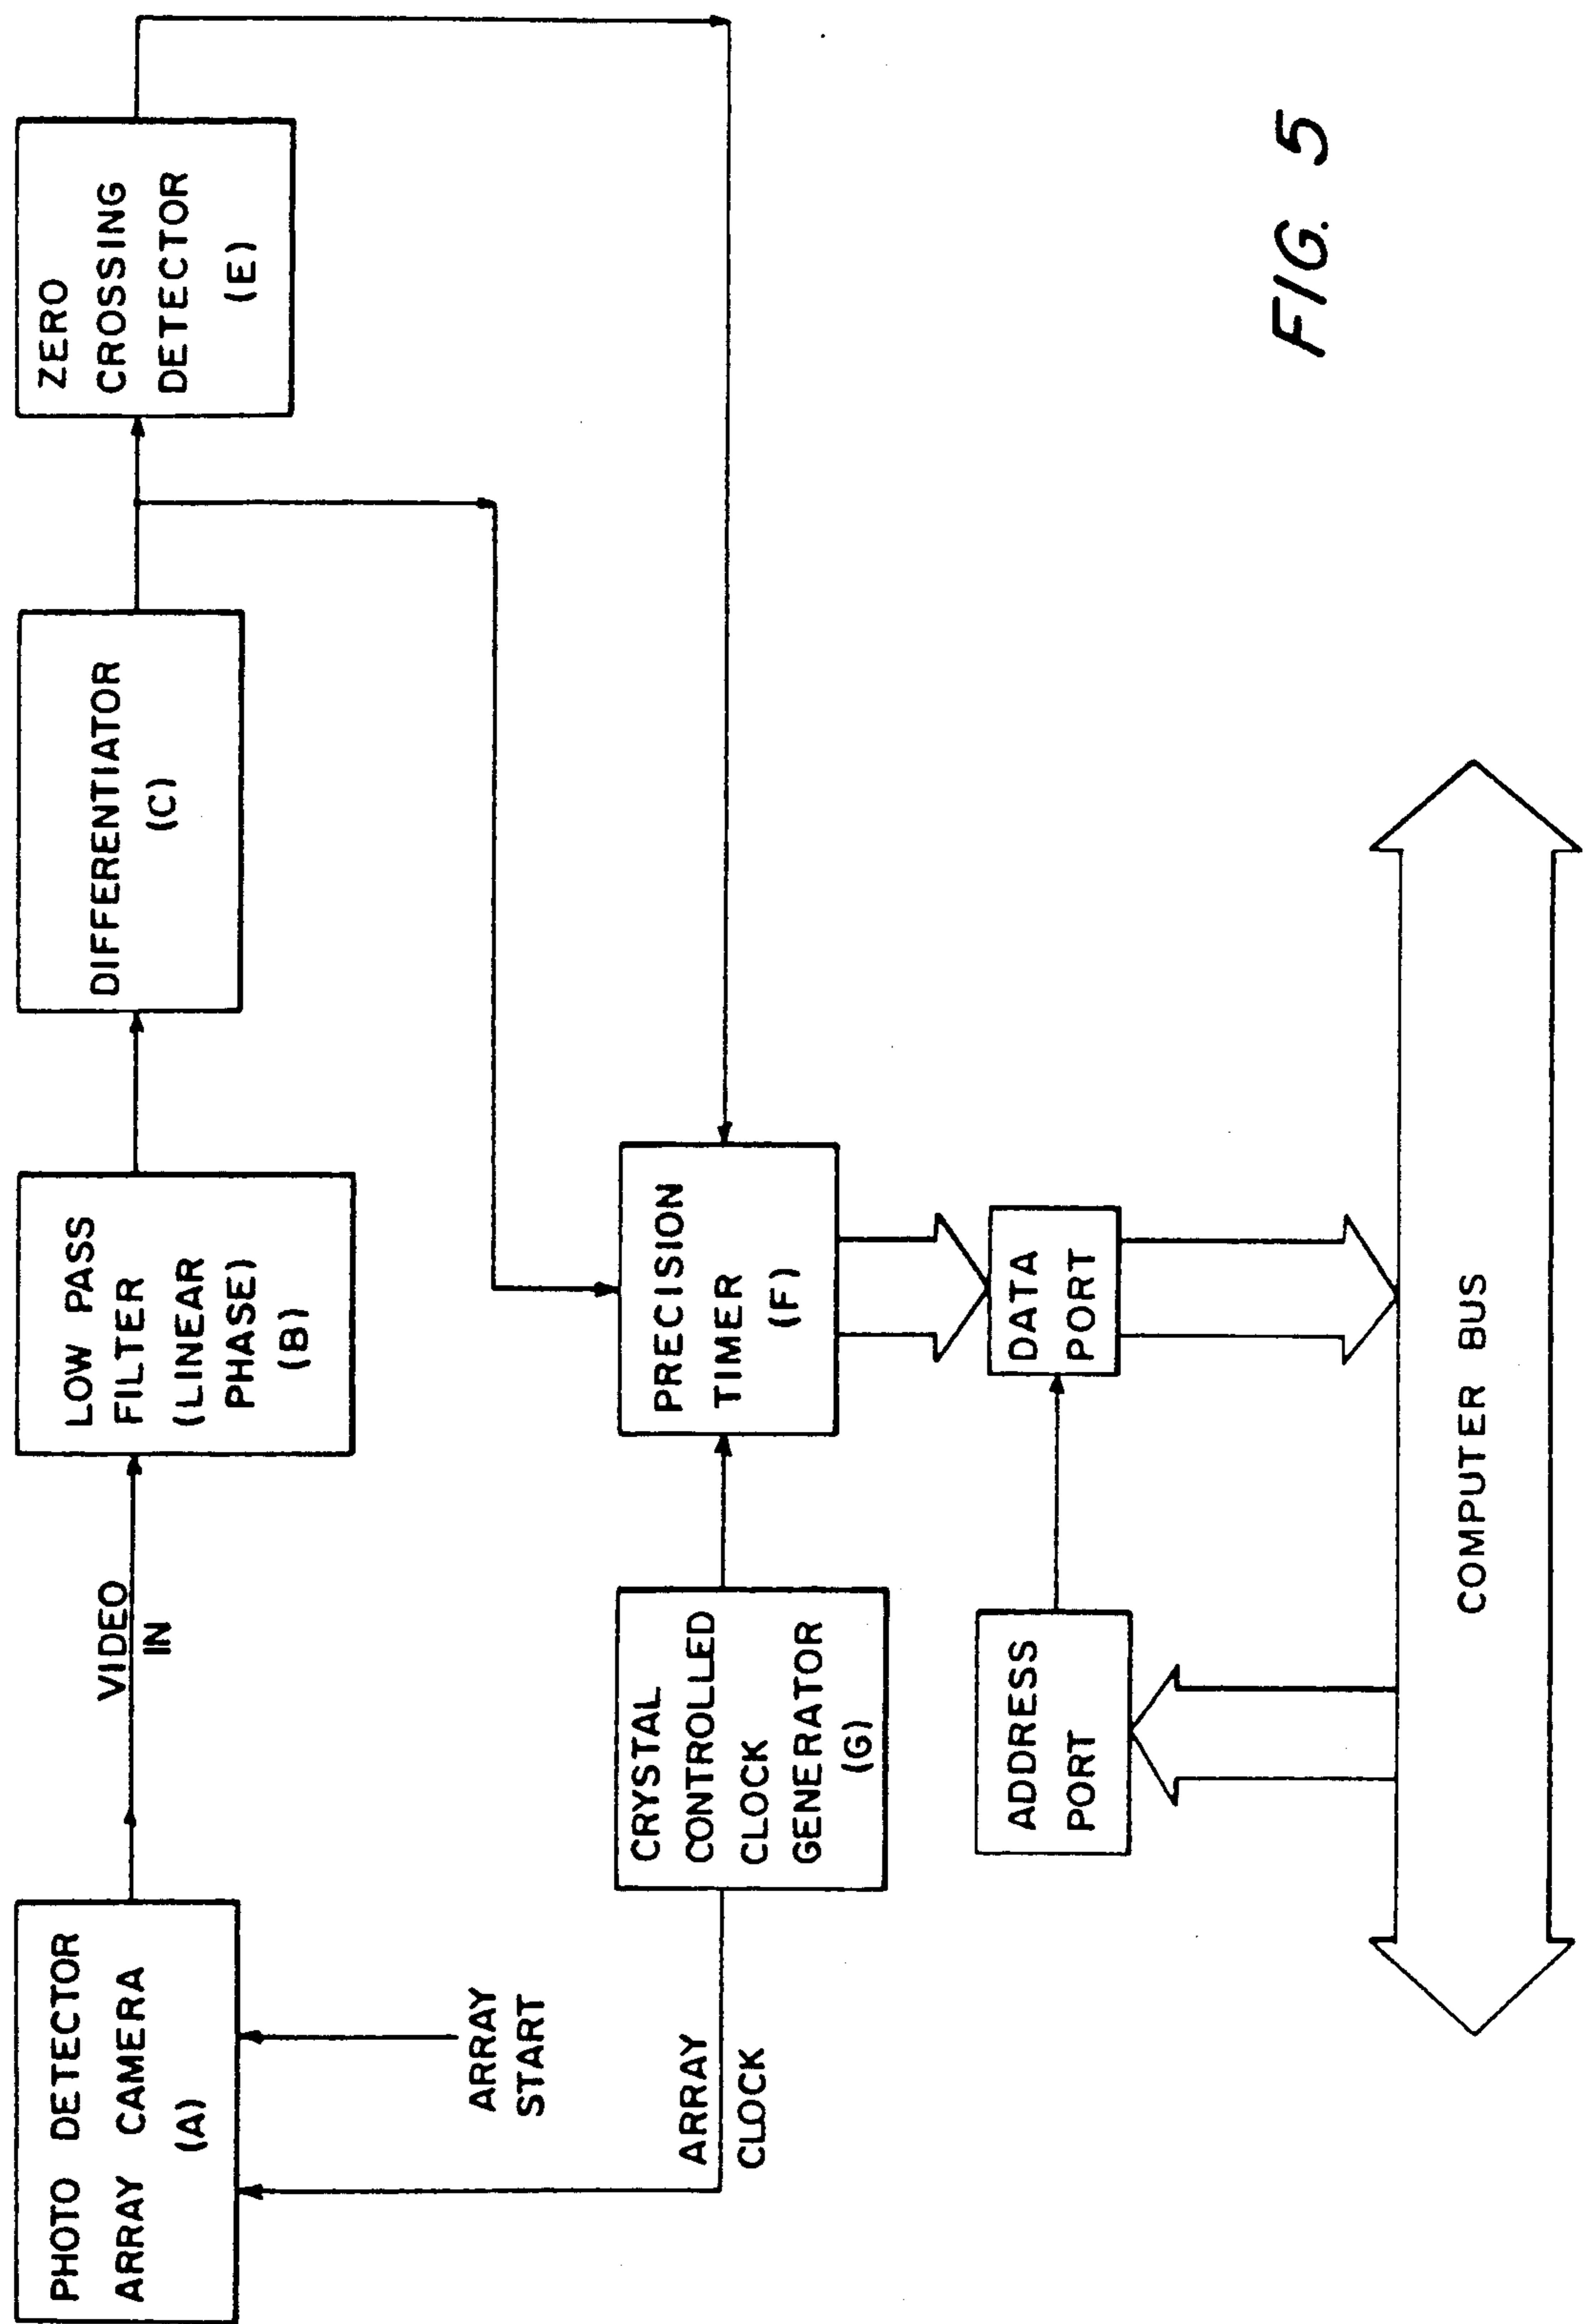 PHOTO DETECTOR
ARRAY CAMERA
(A)
VIDEO
IN
LOW PASS
FILTER
(LINEAR
PHASE)
(B)
DIFFERENTIATOR
(C)
ZERO
CROSSING
DETECTOR
(E)
ARRAY
START
ARRAY
CLOCK
CRYSTAL
CONTROLLED
CLOCK
GENERATOR
(G)
PRECISION
TIMER
(F)
ADDRESS
PORT
DATA
PORT
COMPUTER BUS
FIG. 5